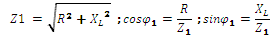 Z1 = √(R² + X_L²) ; cosφ₁ = R/Z₁ ; sinφ₁ = X_L/Z₁